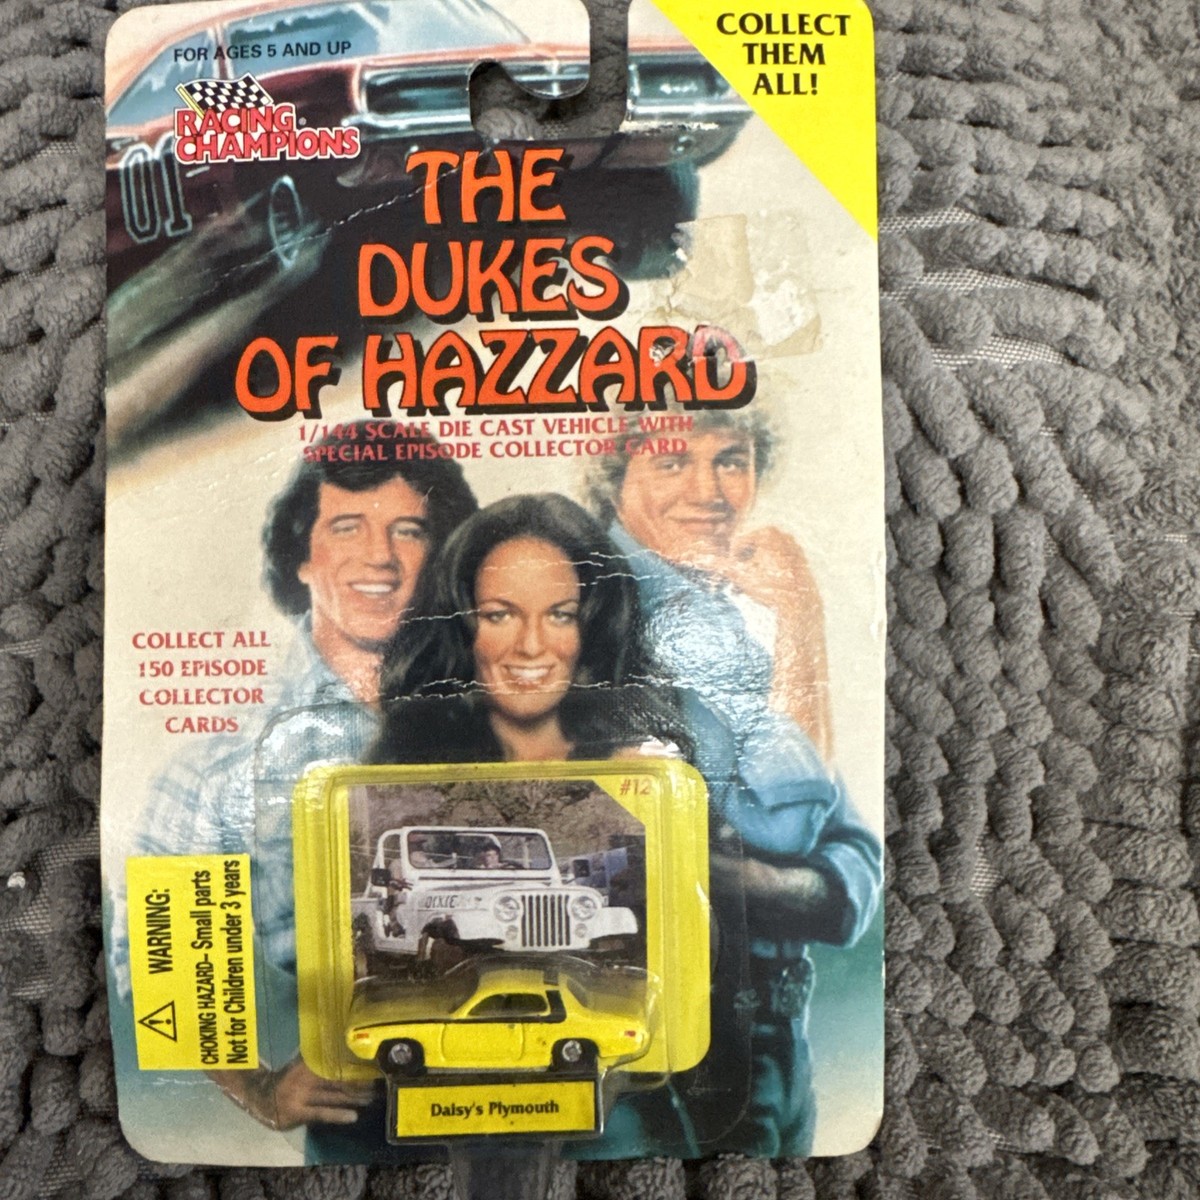 FOR AGES 5 AND UP
COLLECT
THEM
ALL!
RACING
CHAMPIONS
01
THE
DUKES
OF HAZZARD
1/144 SCALE DIE CAST VEHICLE WITH
SPECIAL EPISODE COLLECTOR CARD
COLLECT ALL
150 EPISODE
COLLECTOR
CARDS
#12
DIXIE
WARNING:
CHOKING HAZARD- Small parts
Not for Children under 3 years
Daisy's Plymouth